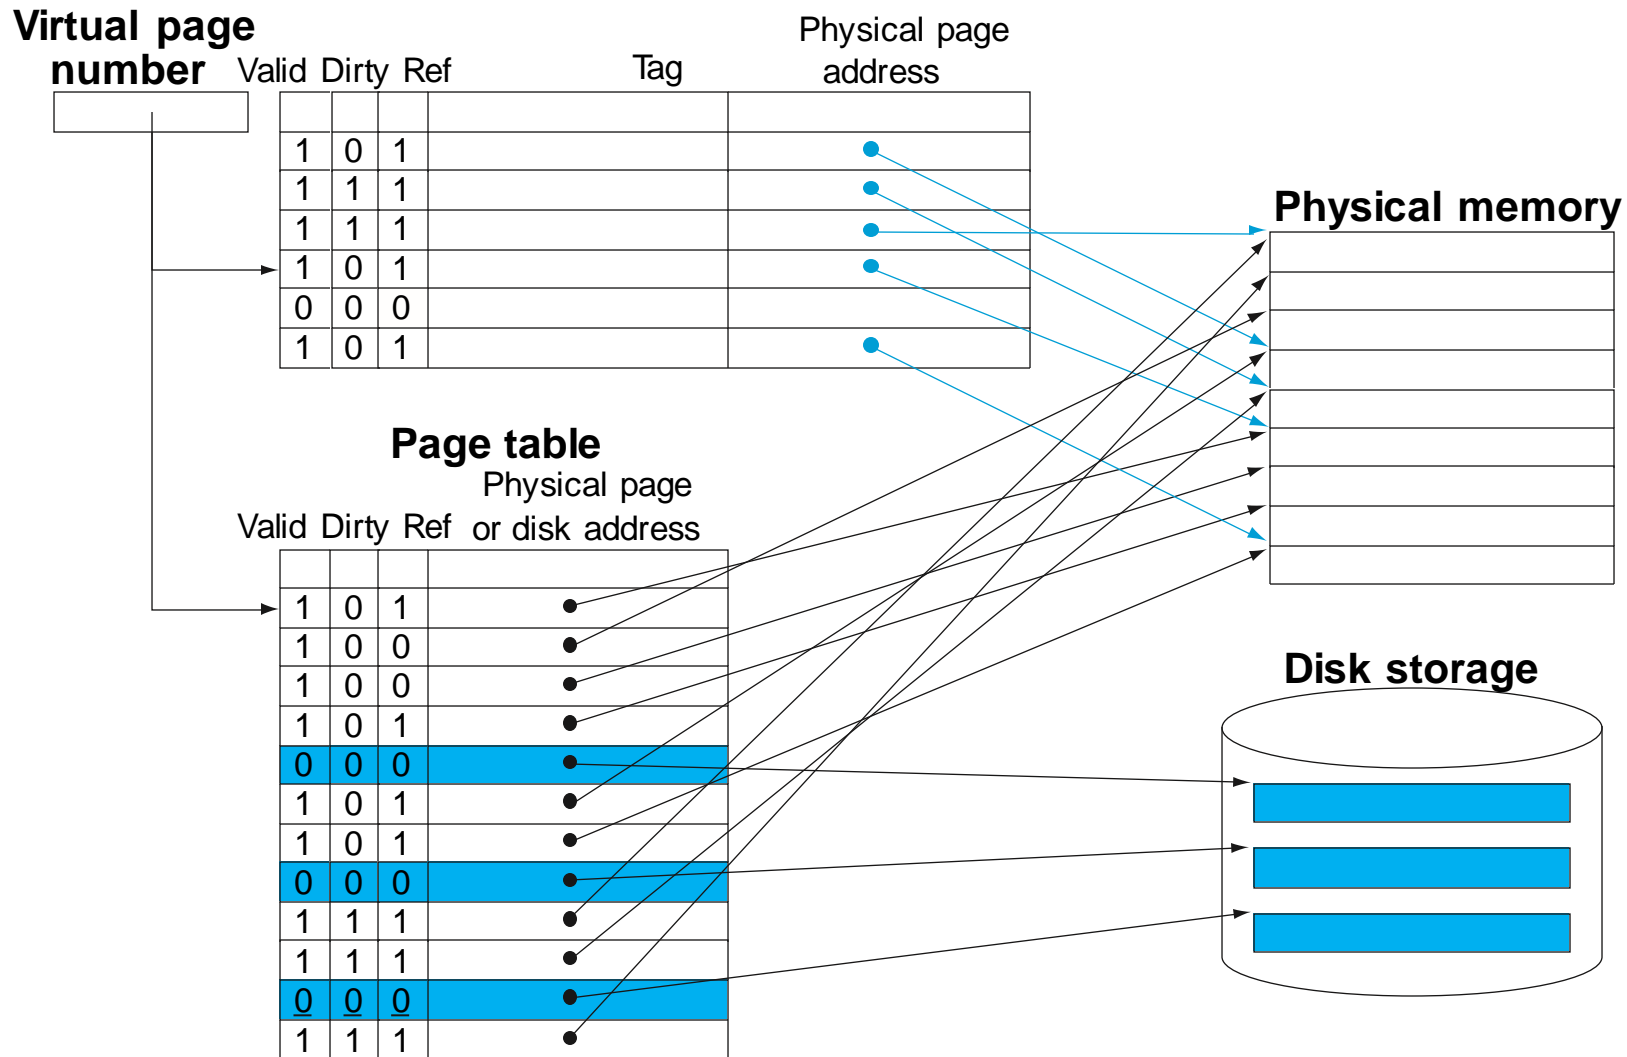 Virtual page
number
Valid Dirty Ref
Tag
Physical page
address
1 0 1
1 1 1
1 1 1
1 0 1
0 0 0
1 0 1
Physical memory
Page table
Physical page
or disk address
Valid Dirty Ref
1 0 1
1 0 0
1 0 0
1 0 1
0 0 0
1 0 1
1 0 1
0 0 0
1 1 1
1 1 1
0 0 0
1 1 1
Disk storage